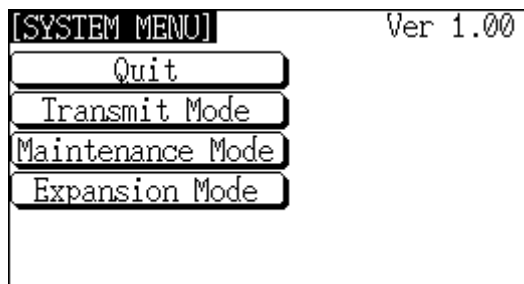 [SYSTEM MENU] Ver 1.00
Quit
Transmit Mode
Maintenance Mode
Expansion Mode